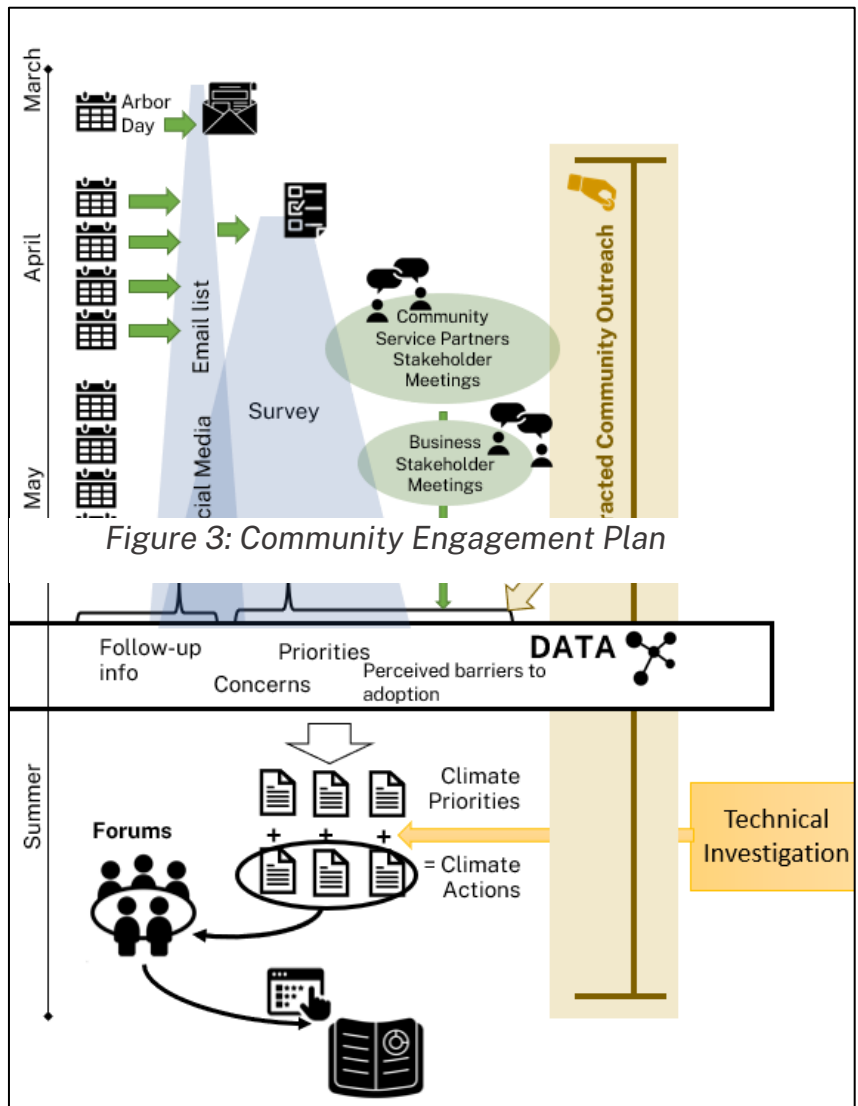 March
Arbor
Day
April
Email list
Community
Service Partners
Stakeholder
Meetings
Survey
Business
Stakeholder
Meetings
May
cial Media
racted Community Outreach
Figure 3: Community Engagement Plan
DATA
Follow-up
info
Priorities
Concerns
Perceived barriers to
adoption
Summer
Climate
Priorities
+ + +
= Climate
Actions
Technical
Investigation
Forums